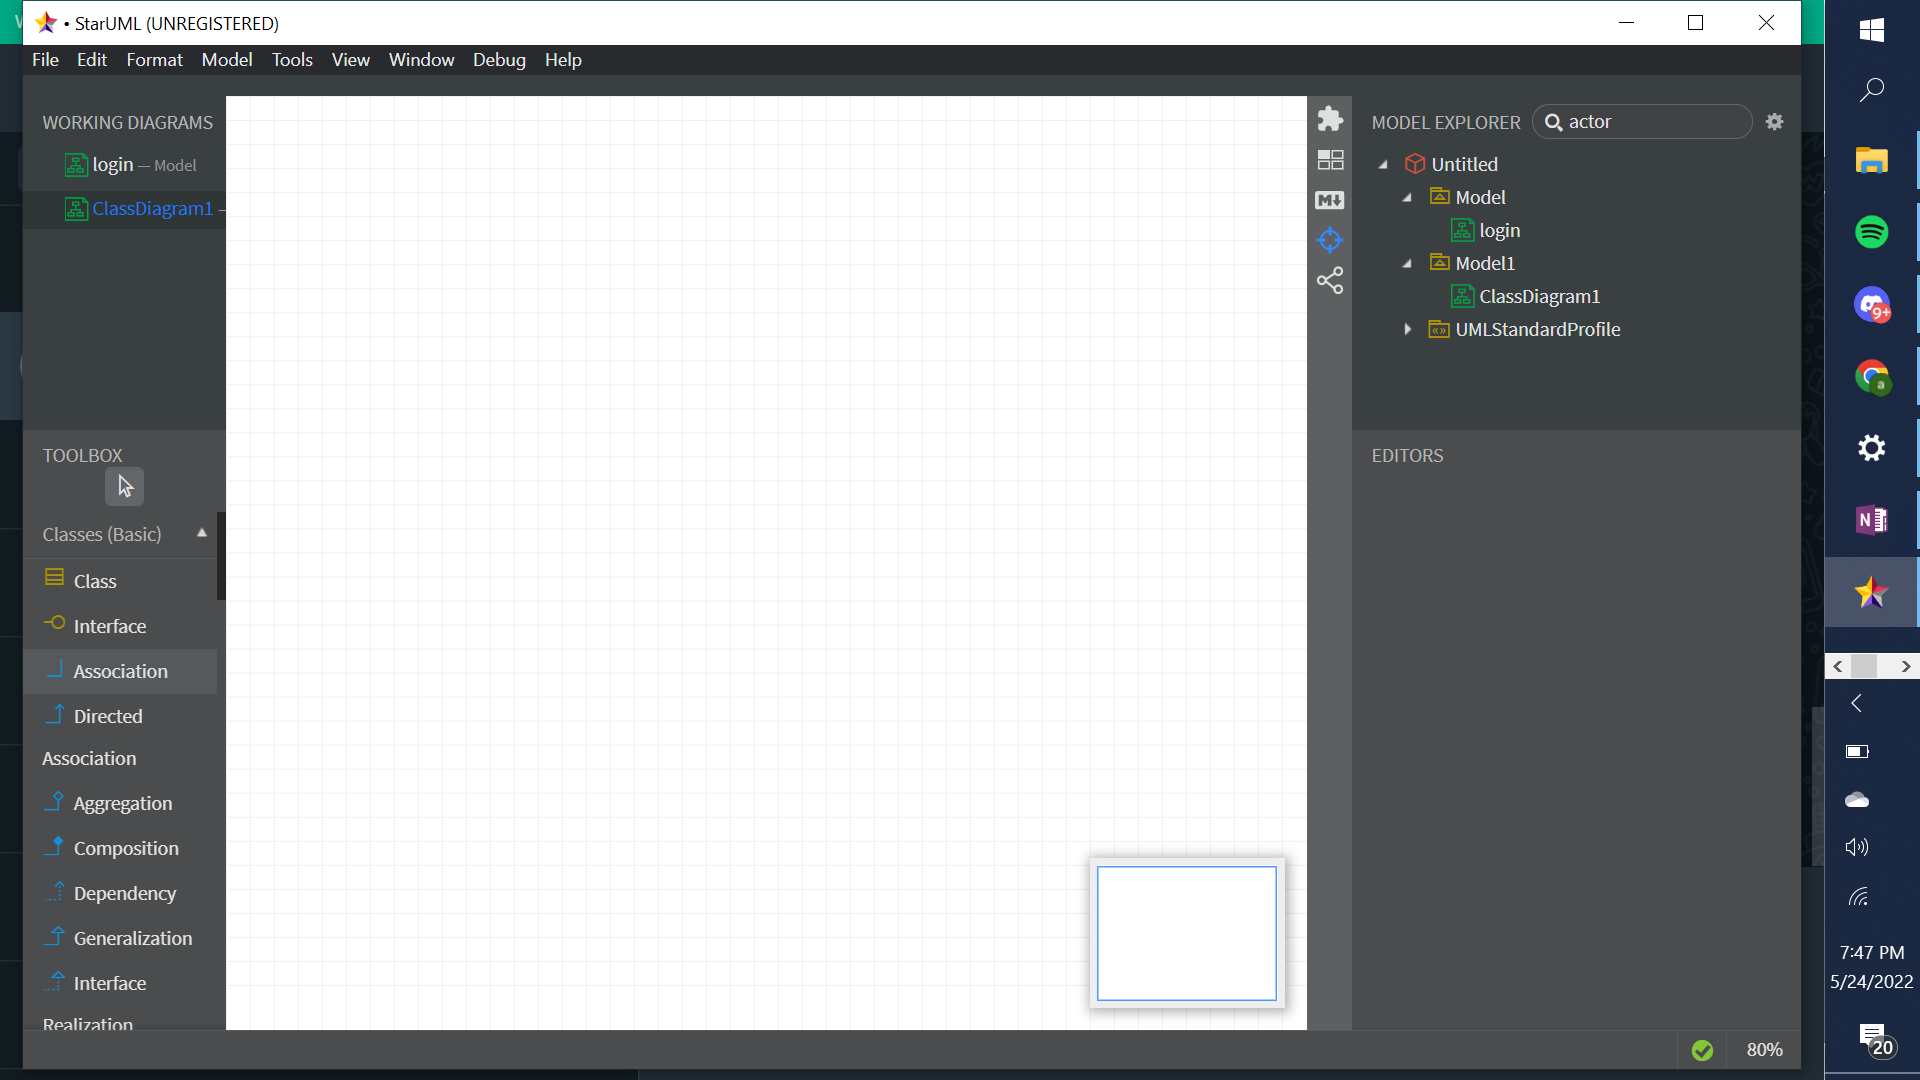 • StarUML (UNREGISTERED)
File Edit Format Model Tools View Window Debug Help
WORKING DIAGRAMS
login — Model
ClassDiagram1 —
TOOLBOX
Classes (Basic)
Class
Interface
Association
Directed
Association
Aggregation
Composition
Dependency
Generalization
Interface
Realization
M
MODEL EXPLORER
actor
Untitled
Model
login
Model1
ClassDiagram1
UMLStandardProfile
EDITORS
80%
9+
a
N
7:47 PM
5/24/2022
20